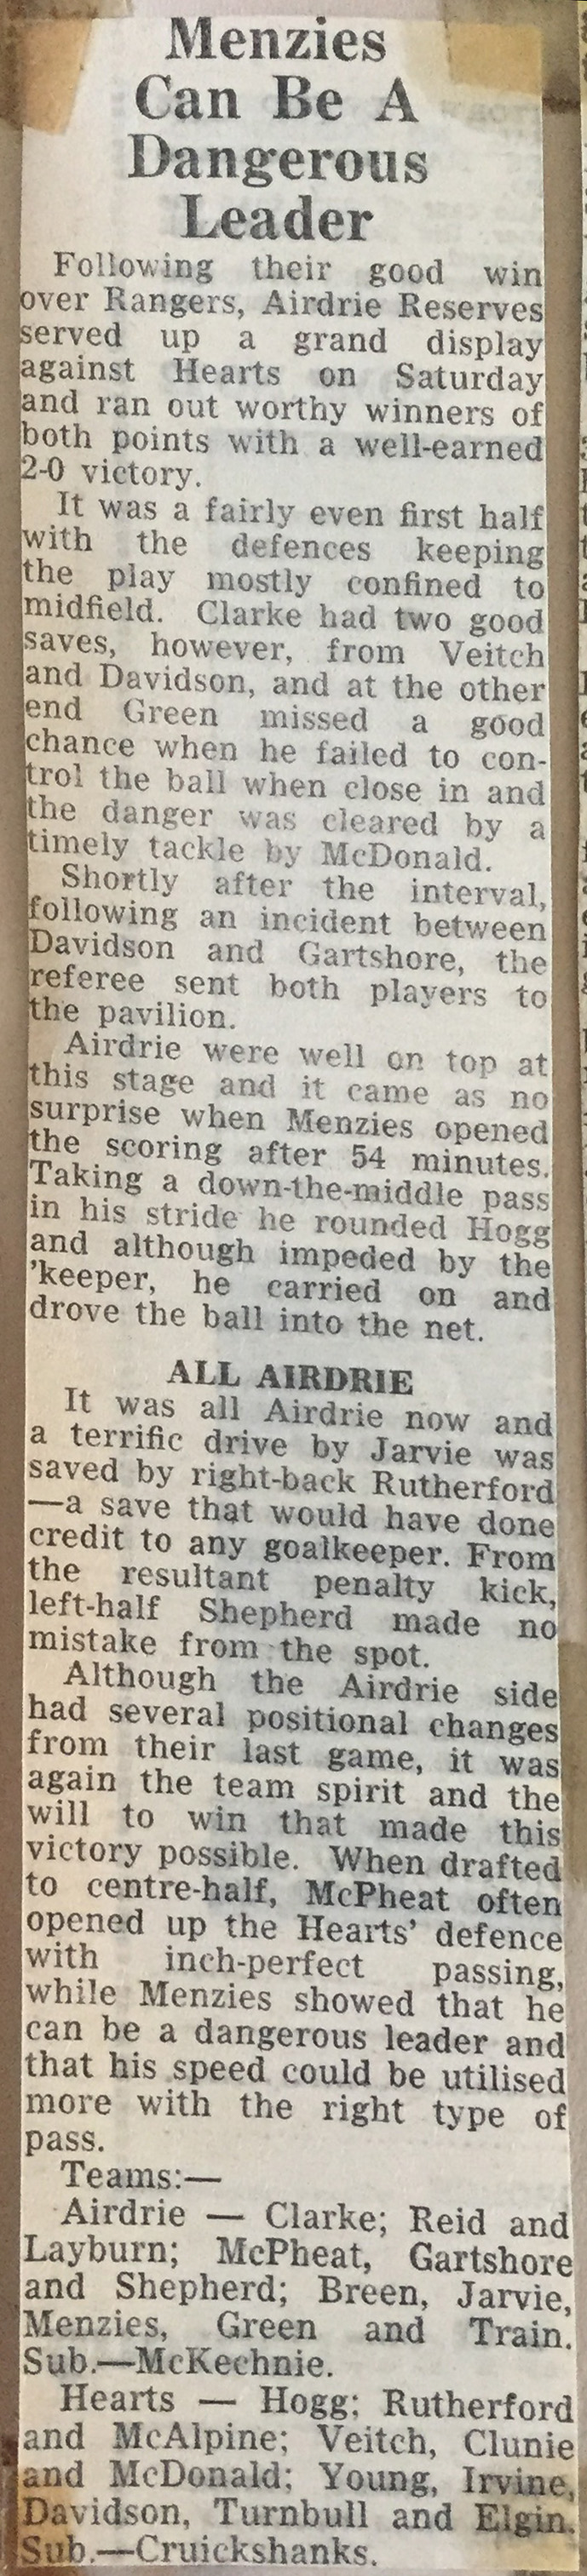 Menzies
Can Be A
Dangerous
Leader
Following their good win
over Rangers, Airdrie Reserves
served up a grand display
against Hearts on Saturday
and ran out worthy winners of
both points with a well-earned
2-0 victory.
It was a fairly even first half
with the defences keeping
the play mostly confined to
midfield. Clarke had two good
saves, however, from Veitch
and Davidson, and at the other
end Green missed a good
chance when he failed to con-
trol the ball when close in and
the danger was cleared by a
timely tackle by McDonald.
Shortly after the interval,
following an incident between
Davidson and Gartshore, the
referee sent both players to
the pavilion.
Airdrie were well on top at
this stage and it came as no
surprise when Menzies opened
the scoring after 54 minutes.
Taking a down-the-middle pass
in his stride he rounded Hogg
and although impeded by the
'keeper, he carried on and
drove the ball into the net.
ALL AIRDRIE
It was all Airdrie now and
a terrific drive by Jarvie was
saved by right-back Rutherford
—a save that would have done
credit to any goalkeeper. From
the resultant penalty kick,
left-half Shepherd made no
mistake from the spot.
Although the Airdrie side
had several positional changes
from their last game, it was
again the team spirit and the
will to win that made this
victory possible. When drafted
to centre-half, McPheat often
opened up the Hearts' defence
with inch-perfect passing,
while Menzies showed that he
can be a dangerous leader and
that his speed could be utilised
more with the right type of
pass.
Teams:—
Airdrie — Clarke; Reid and
Layburn; McPheat, Gartshore
and Shepherd; Breen, Jarvie,
Menzies, Green and Train.
Sub.—McKechnie.
Hearts — Hogg; Rutherford
and McAlpine; Veitch, Clunie
and McDonald; Young, Irvine,
Davidson, Turnbull and Elgin.
Sub.—Cruickshanks.